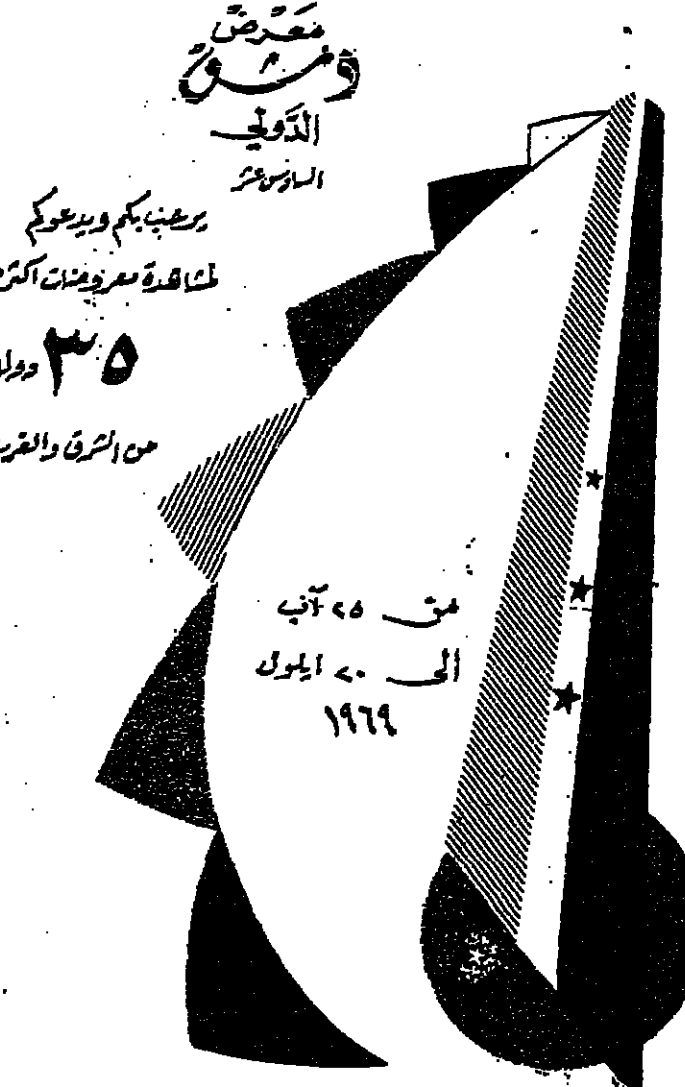 معرض
دمشق
الدولي
السادس عشر
يرحب بكم ويدعوكم
لمشاهدة معروضات اكثر
٣٥
من الشرق والغرب
من ٢٥ آب
الى ٢٠ ايلول
١٩٦٩